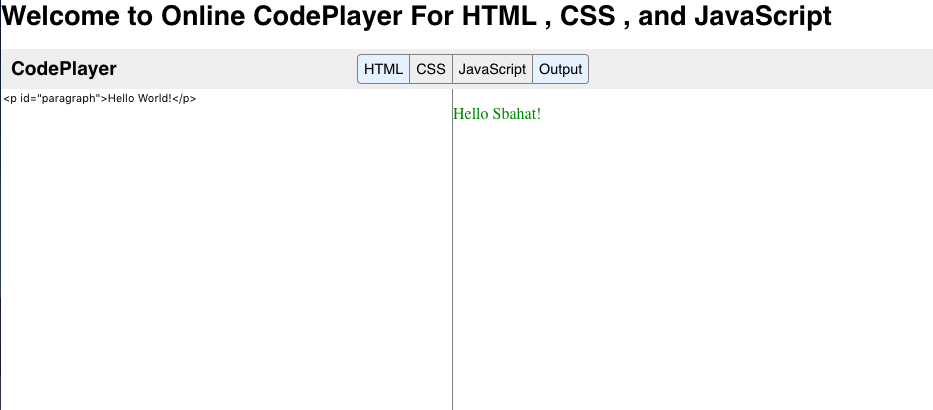 Welcome to Online CodePlayer For HTML , CSS , and JavaScript
CodePlayer HTML CSS JavaScript Output
<p id="paragraph">Hello World!</p>
Hello Sbahat!